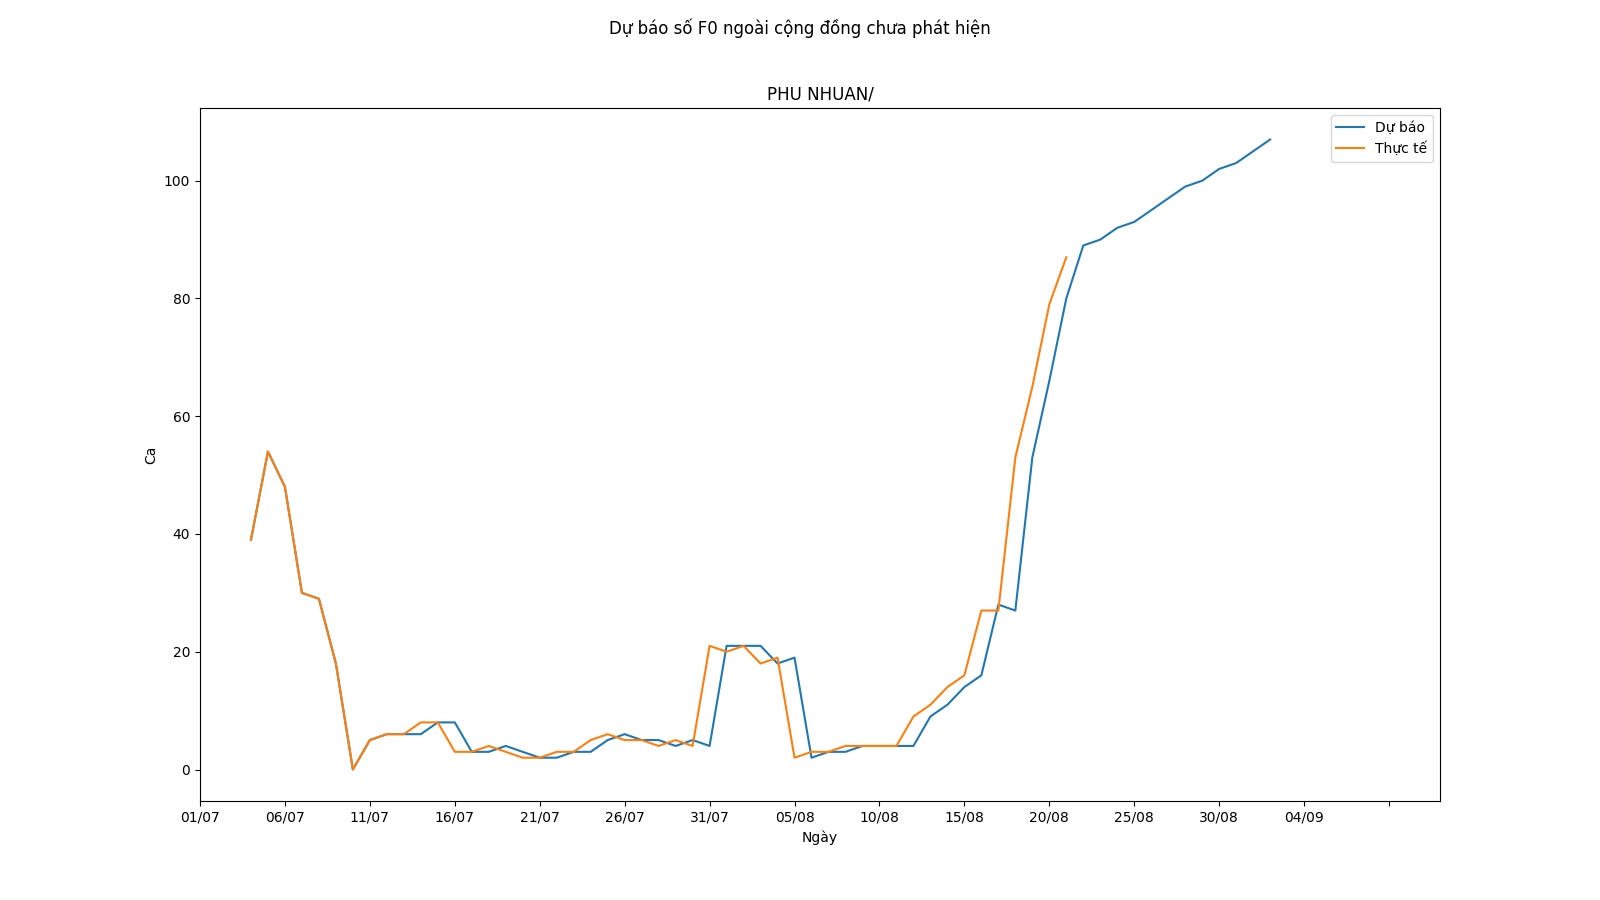 Dự báo số F0 ngoài cộng đồng chưa phát hiện
PHU NHUAN/
Dự báo
Thực tế
100
80
60
40
20
0
Ca
01/07 06/07 11/07 16/07 21/07 26/07 31/07 05/08 10/08 15/08 20/08 25/08 30/08 04/09
Ngày